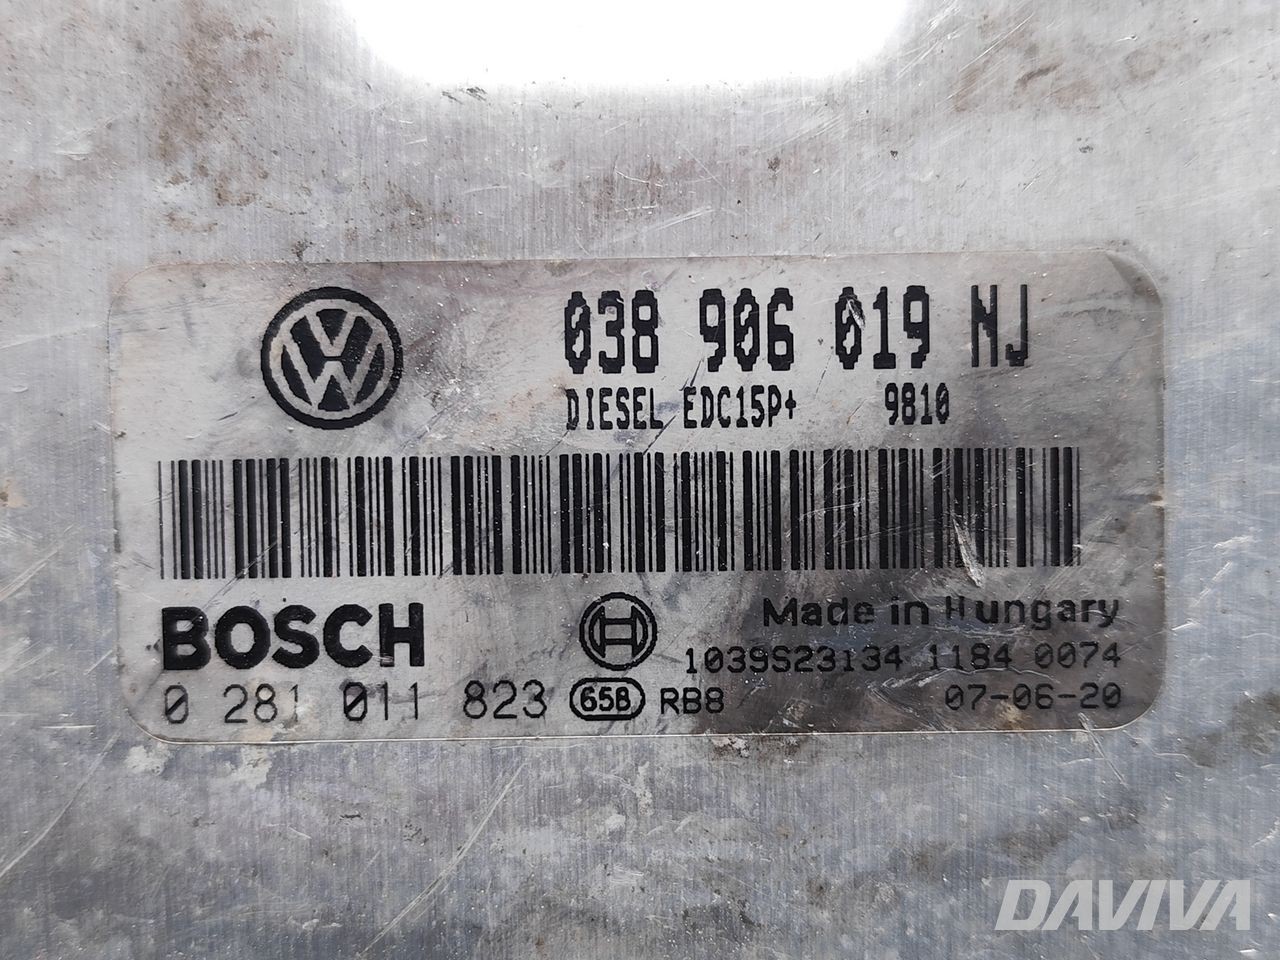 038 906 019 NJ
DIESEL EDC15P+ 9810
BOSCH
Made in Hungary
1039S23134 1184 0074
0 281 011 823 65B RB8 07-06-20
DAVIVA